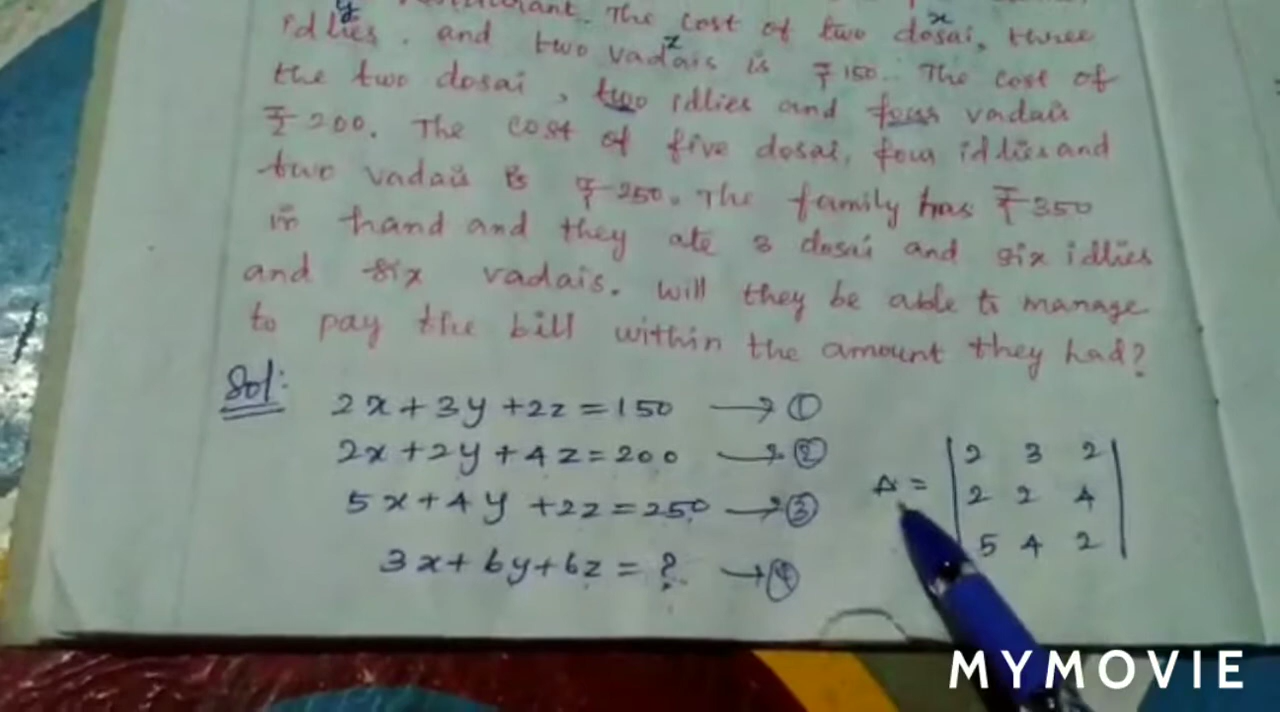 restaurant. The cost of two dosai, three
y x
idlies. and two vadais is ₹150. The cost of
z
the two dosai, two idlies and four vadais
₹200. The cost of five dosai, four idlies and
two vadais is ₹250. The family has ₹350
in hand and they ate 3 dosai and six idlies
and six vadais. Will they be able to manage
to pay the bill within the amount they had?
Sol:
2x+3y+2z=150 → ①
2x+2y+4z=200 → ②
5x+4y+2z=250 → ③
3x+6y+6z=? → ④
Δ = | 2 3 2 |
| 2 2 4 |
| 5 4 2 |
MYMOVIE